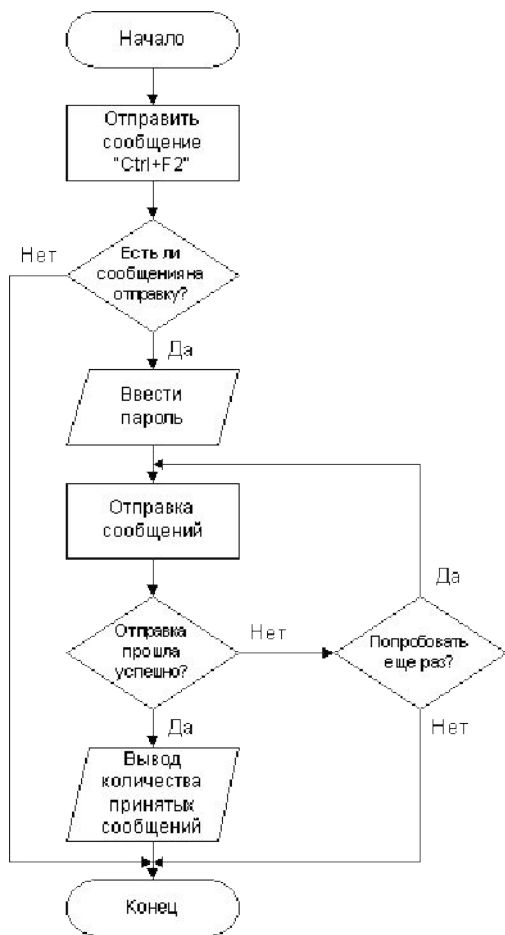 Начало
Отправить
сообщение
"Ctrl+F2"
Нет
Есть ли
сообщения на
отправку?
Да
Ввести
пароль
Отправка
сообщений
Да
Отправка
прошла
успешно?
Нет
Попробовать
еще раз?
Да
Нет
Вывод
количества
принятых
сообщений
Конец